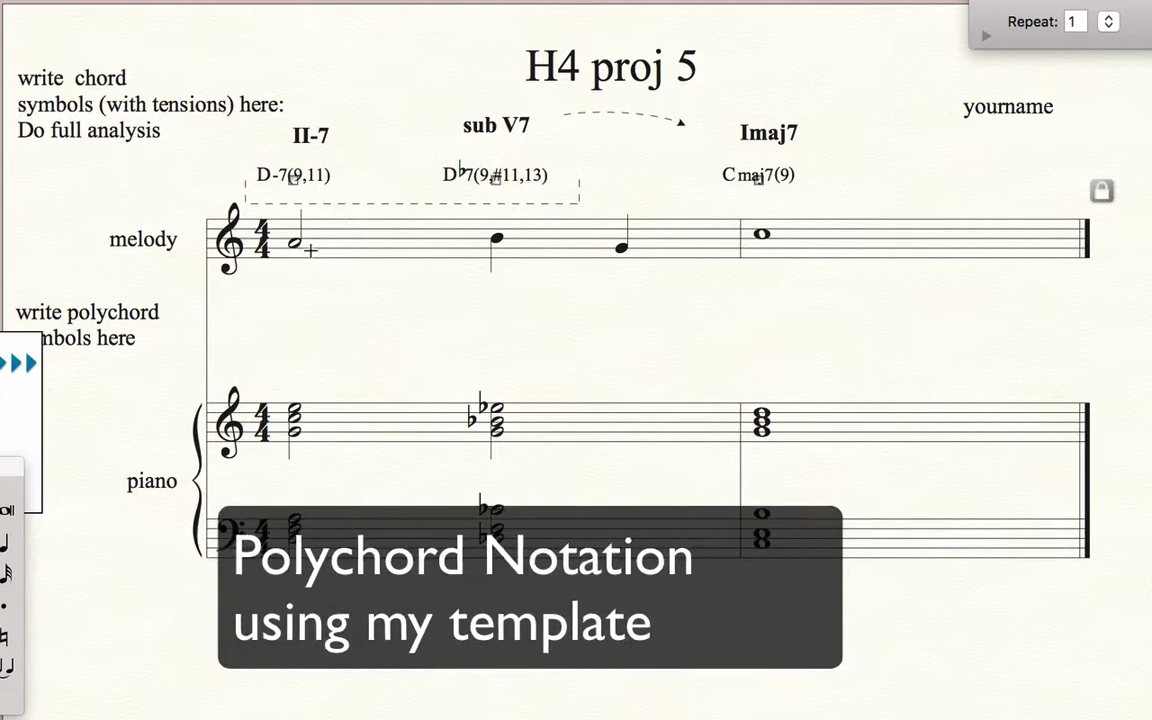 Repeat: 1
H4 proj 5
write chord
symbols (with tensions) here:
Do full analysis
yourname
II-7
sub V7
Imaj7
D-7(9,11)
D♭7(9,#11,13)
C maj7(9)
melody
write polychord
mbols here
piano
Polychord Notation
using my template